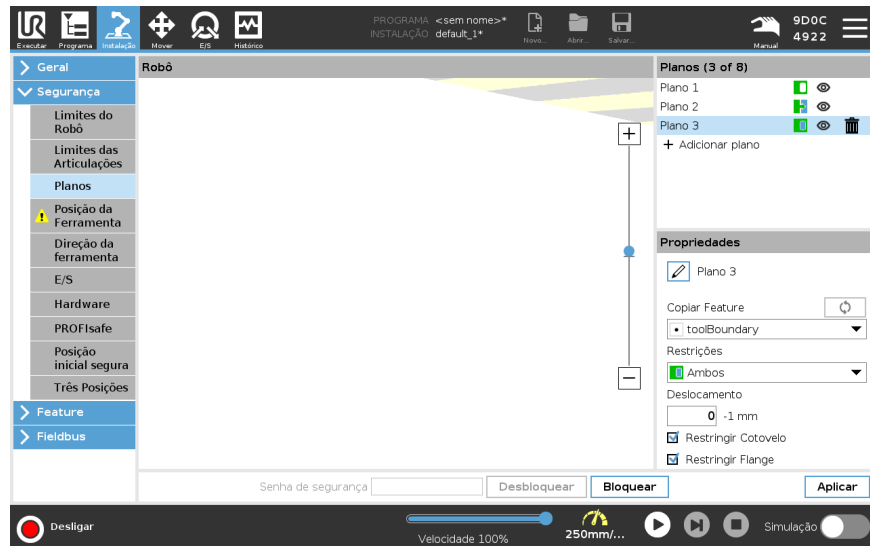 PROGRAMA <sem nome>*
INSTALAÇÃO default_1*
Executar Programa Instalação Mover E/S Histórico Novo... Abrir... Salvar... Manual
9D0C
4922
Geral
Segurança
Limites do
Robô
Limites das
Articulações
Planos
Posição da
Ferramenta
Direção da
ferramenta
E/S
Hardware
PROFIsafe
Posição
inicial segura
Três Posições
Feature
Fieldbus
Robô
Planos (3 of 8)
Plano 1
Plano 2
Plano 3
+ Adicionar plano
Propriedades
Plano 3
Copiar Feature
toolBoundary
Restrições
Ambos
Deslocamento
0 -1 mm
Restringir Cotovelo
Restringir Flange
Senha de segurança Desbloquear Bloquear Aplicar
Desligar
Velocidade 100%
250mm/...
Simulação